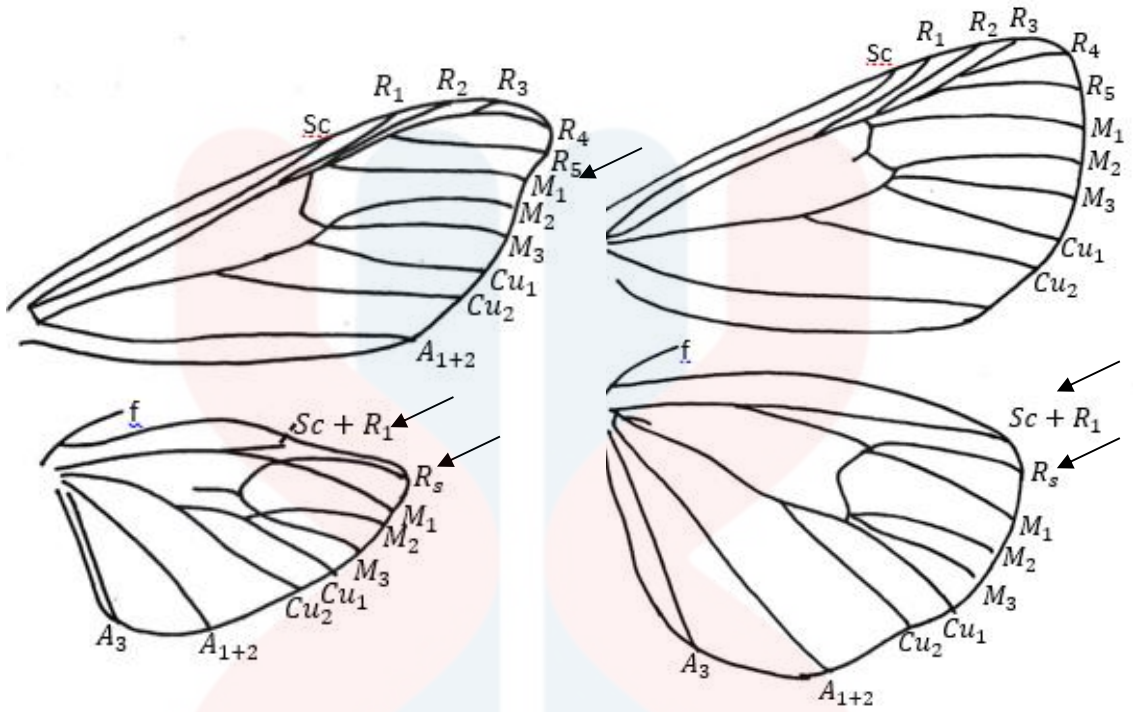 Sc R₁ R₂ R₃
R₄
R₅
M₁
M₂
M₃
Cu₁
Cu₂
A₁₊₂
f
Sc + R₁
Rₛ
M₁
M₂
M₃
Cu₁
Cu₂
A₁₊₂
A₃
Sc R₁ R₂ R₃
R₄
R₅
M₁
M₂
M₃
Cu₁
Cu₂
f
Sc + R₁
Rₛ
M₁
M₂
M₃
Cu₁
Cu₂
A₁₊₂
A₃